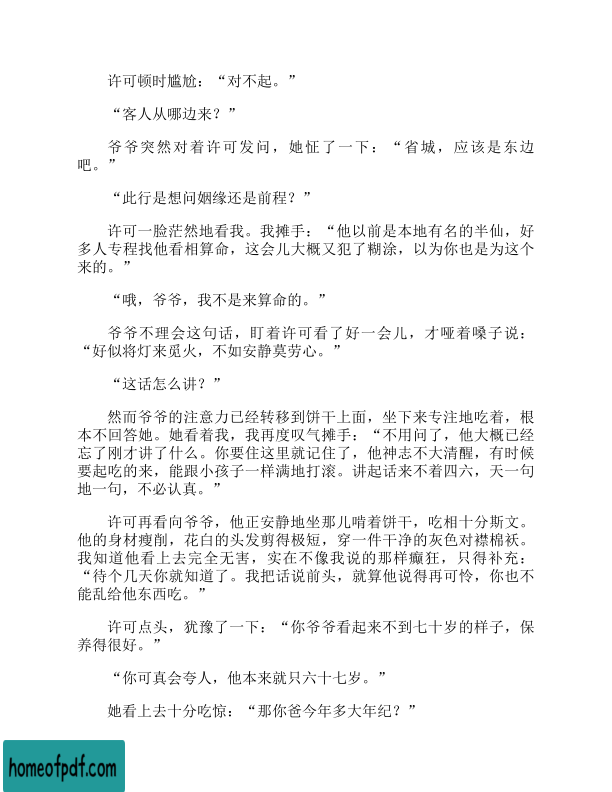 许可顿时尴尬：“对不起。”
“客人从哪边来？”
爷爷突然对着许可发问，她怔了一下：“省城，应该是东边
吧。”
“此行是想问姻缘还是前程？”
许可一脸茫然地看我。我摊手：“他以前是本地有名的半仙，好
多人专程找他看相算命，这会儿大概又犯了糊涂，以为你也是为这个
来的。”
“哦，爷爷，我不是来算命的。”
爷爷不理会这句话，盯着许可看了好一会儿，才哑着嗓子说：
“好似将灯来觅火，不如安静莫劳心。”
“这话怎么讲？”
然而爷爷的注意力已经转移到饼干上面，坐下来专注地吃着，根
本不回答她。她看着我，我再度叹气摊手：“不用问了，他大概已经
忘了刚才讲了什么。你要住这里就记住了，他神志不大清醒，有时候
要起吃的来，能跟小孩子一样满地打滚。讲起话来不着四六，天一句
地一句，不必认真。”
许可再看向爷爷，他正安静地坐那儿啃着饼干，吃相十分斯文。
他的身材瘦削，花白的头发剪得极短，穿一件干净的灰色对襟棉袄。
我知道他看上去完全无害，实在不像我说的那样癫狂，只得补充：
“待个几天你就知道了。我把话说前头，就算他说得再可怜，你也不
能乱给他东西吃。”
许可点头，犹豫了一下：“你爷爷看起来不到七十岁的样子，保
养得很好。”
“你可真会夸人，他本来就只六十七岁。”
她看上去十分吃惊：“那你爸今年多大年纪？”
homeofpdf.com